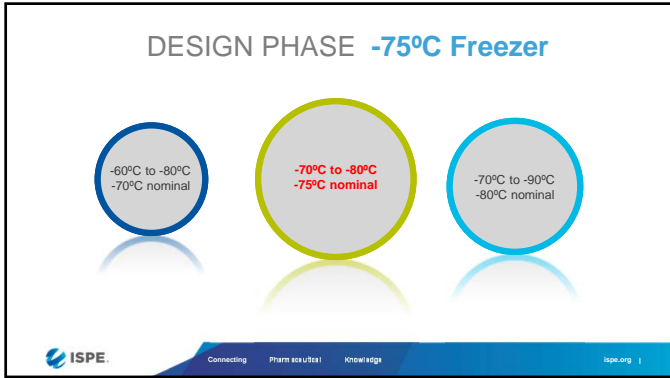 DESIGN PHASE -75ºC Freezer
-60ºC to -80ºC
-70ºC nominal
-70ºC to -80ºC
-75ºC nominal
-70ºC to -90ºC
-80ºC nominal
ISPE.
Connecting Pharmaceutical Knowledge
ispe.org |